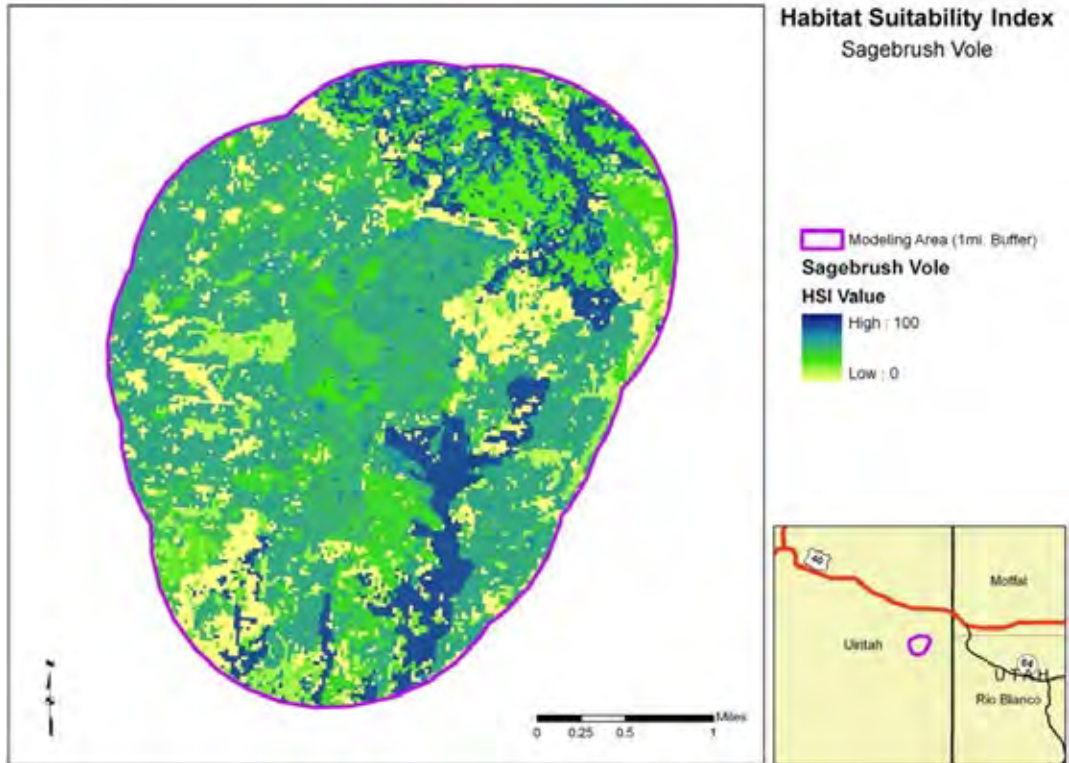 Habitat Suitability Index
Sagebrush Vole
Modeling Area (1mi. Buffer)
Sagebrush Vole
HSI Value
High : 100
Low : 0
Miles
0 0.25 0.5 1
40
Moffat
Uintah
64
UTAH
Rio Blanco